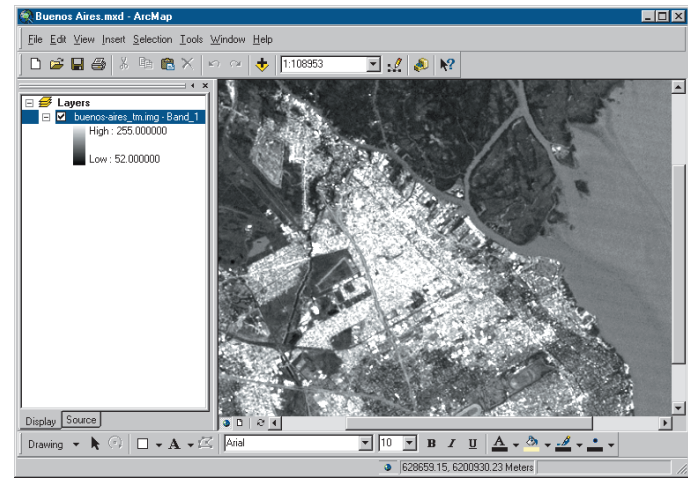 Buenos Aires.mxd - ArcMap
File Edit View Insert Selection Tools Window Help
1:108953
Layers
buenos-aires_tm.img - Band_1
High : 255.000000
Low : 52.000000
Display Source
Drawing A Arial 10 B I U A
628659.15, 6200930.23 Meters